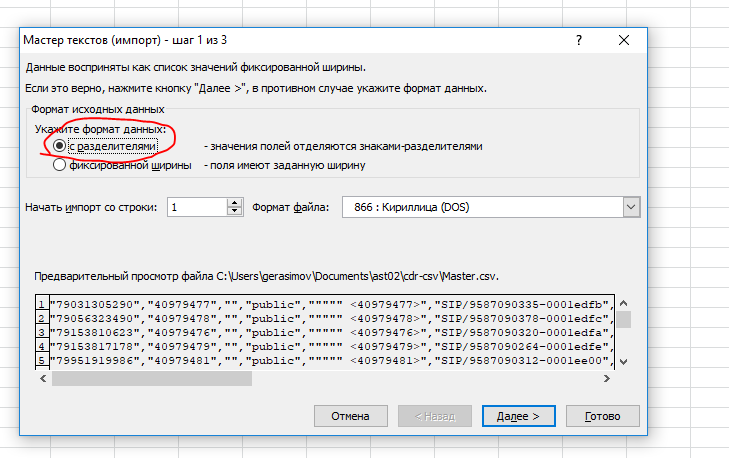 Мастер текстов (импорт) - шаг 1 из 3
Данные восприняты как список значений фиксированной ширины.
Если это верно, нажмите кнопку "Далее >", в противном случае укажите формат данных.
Формат исходных данных
Укажите формат данных:
с разделителями - значения полей отделяются знаками-разделителями
фиксированной ширины - поля имеют заданную ширину
Начать импорт со строки: 1 Формат файла: 866 : Кириллица (DOS)
Предварительный просмотр файла C:\Users\gerasimov\Documents\ast02\cdr-csv\Master.csv.
1 "79031305290","40979477","","public",""""" <40979477>","SIP/9587090335-0001edfb",
2 "79056323490","40979478","","public",""""" <40979478>","SIP/9587090378-0001edfc",
3 "79153810623","40979476","","public",""""" <40979476>","SIP/9587090320-0001edfa",
4 "79153817178","40979479","","public",""""" <40979479>","SIP/9587090264-0001edfe",
5 "79951919986","40979481","","public",""""" <40979481>","SIP/9587090312-0001ee00",
Отмена < Назад Далее > Готово